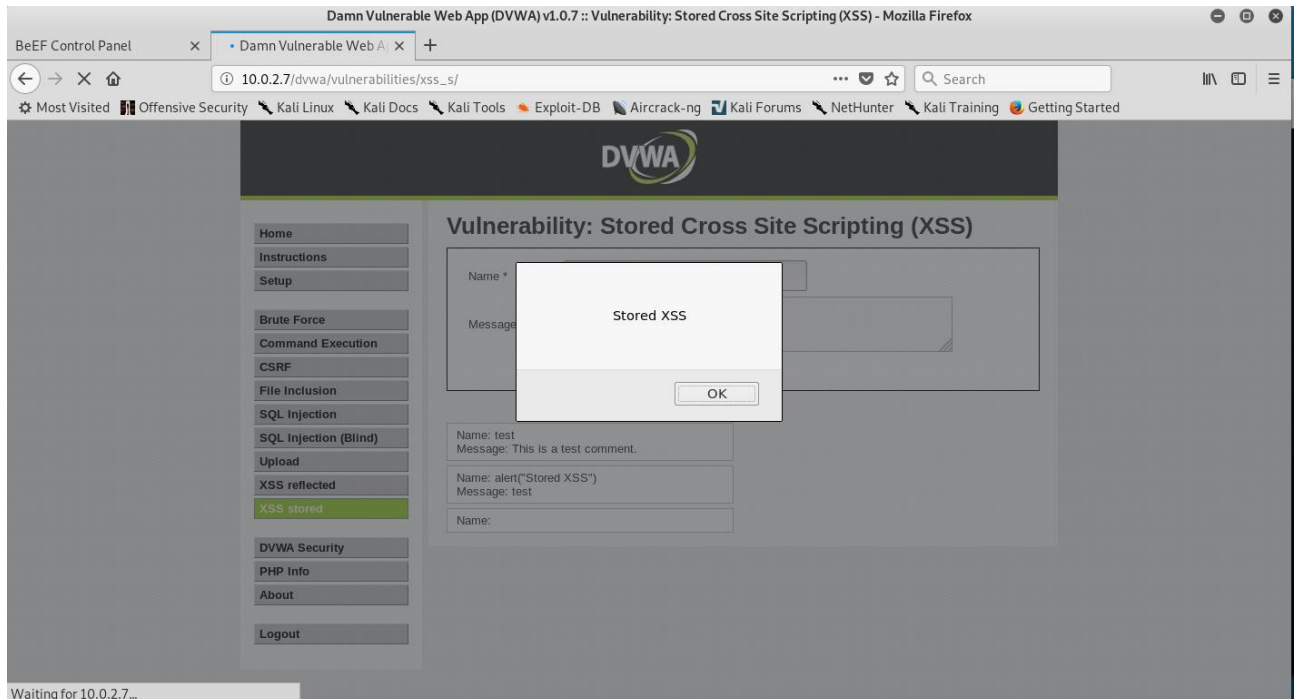 Damn Vulnerable Web App (DVWA) v1.0.7 :: Vulnerability: Stored Cross Site Scripting (XSS) - Mozilla Firefox
BeEF Control Panel
Damn Vulnerable Web A
10.0.2.7/dvwa/vulnerabilities/xss_s/
Search
Most Visited Offensive Security Kali Linux Kali Docs Kali Tools Exploit-DB Aircrack-ng Kali Forums NetHunter Kali Training Getting Started
DVWA
Home
Instructions
Setup
Brute Force
Command Execution
CSRF
File Inclusion
SQL Injection
SQL Injection (Blind)
Upload
XSS reflected
XSS stored
DVWA Security
PHP Info
About
Logout
Vulnerability: Stored Cross Site Scripting (XSS)
Name *
Message
Stored XSS
OK
Name: test
Message: This is a test comment.
Name: alert("Stored XSS")
Message: test
Name:
Waiting for 10.0.2.7...